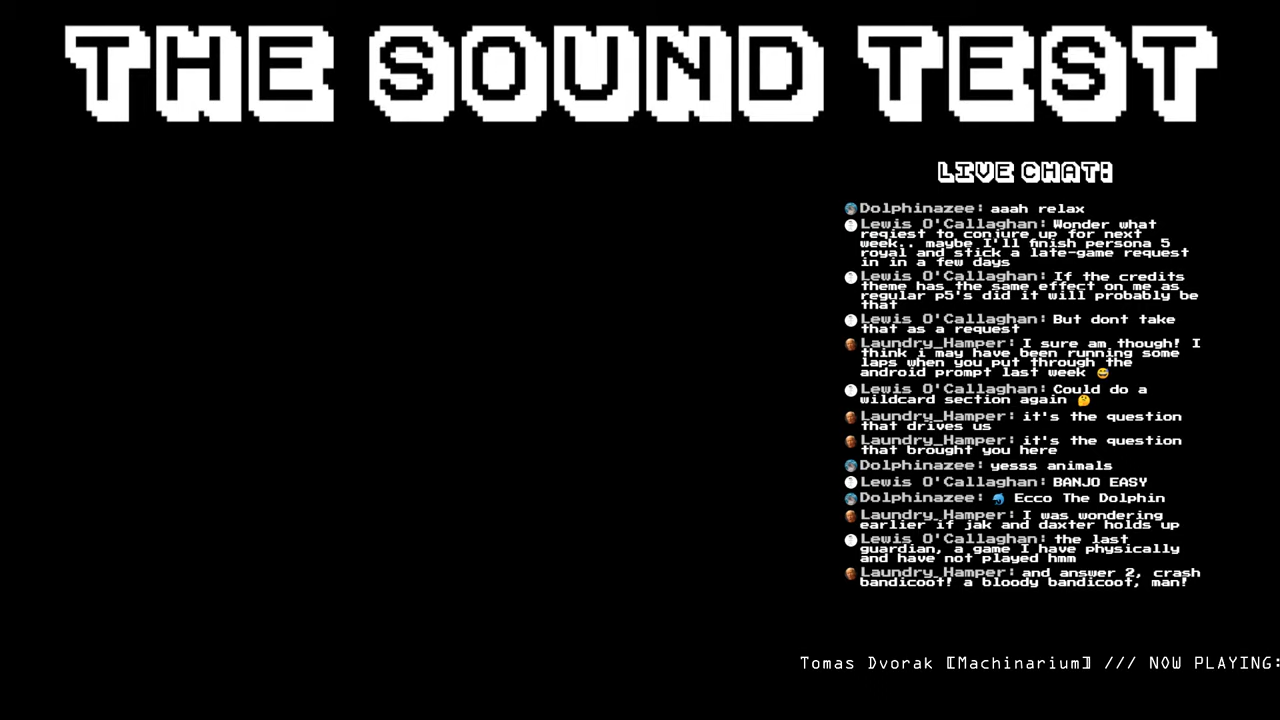 THE SOUND TEST
LIVE CHAT:
Dolphinazee: aaah relax
Lewis O'Callaghan: Wonder what
reqiest to conjure up for next
week.. maybe I'll finish persona 5
royal and stick a late-game request
in in a few days
Lewis O'Callaghan: If the credits
theme has the same effect on me as
regular p5's did it will probably be
that
Lewis O'Callaghan: But dont take
that as a request
Laundry_Hamper: I sure am though! I
think i may have been running some
laps when you put through the
android prompt last week 😅
Lewis O'Callaghan: Could do a
wildcard section again 🤔
Laundry_Hamper: it's the question
that drives us
Laundry_Hamper: it's the question
that brought you here
Dolphinazee: yesss animals
Lewis O'Callaghan: BANJO EASY
Dolphinazee: 🐬 Ecco The Dolphin
Laundry_Hamper: I was wondering
earlier if jak and daxter holds up
Lewis O'Callaghan: the last
guardian, a game I have physically
and have not played hmm
Laundry_Hamper: and answer 2, crash
bandicoot! a bloody bandicoot, man!
Tomas Dvorak [Machinarium] /// NOW PLAYING: